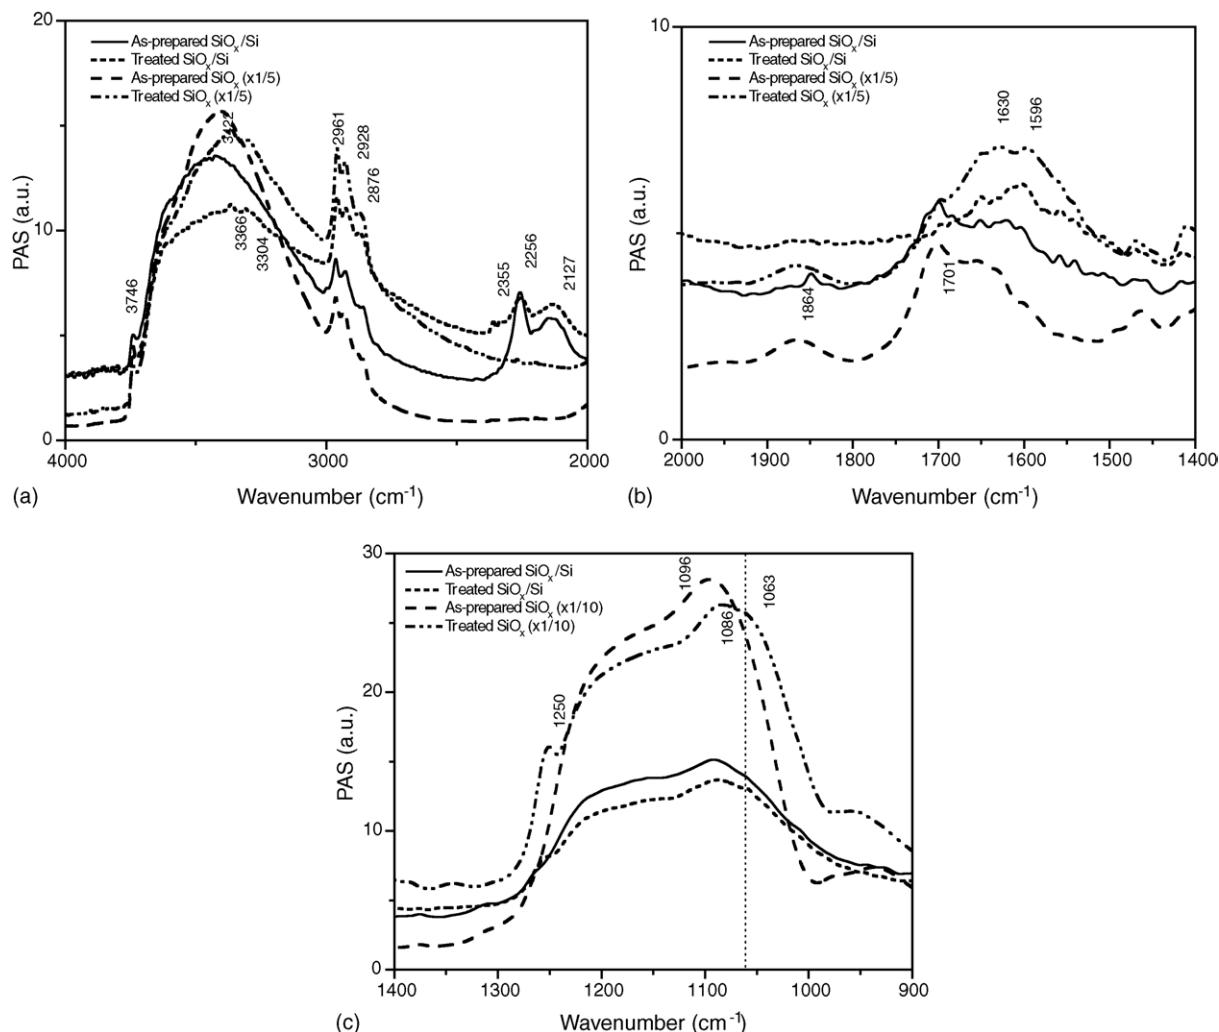 20
As-prepared SiOx/Si
Treated SiOx/Si
As-prepared SiOx (x1/5)
Treated SiOx (x1/5)
15
10
5
0
PAS (a.u.)
3746
3422
3366
3304
2961
2928
2876
2355
2256
2127
4000
3000
2000
Wavenumber (cm-1)
(a)
10
As-prepared SiOx/Si
Treated SiOx/Si
As-prepared SiOx (x1/5)
Treated SiOx (x1/5)
0
PAS (a.u.)
1864
1701
1630
1596
2000
1900
1800
1700
1600
1500
1400
Wavenumber (cm-1)
(b)
30
As-prepared SiOx/Si
Treated SiOx/Si
As-prepared SiOx (x1/10)
Treated SiOx (x1/10)
20
10
0
PAS (a.u.)
1250
1096
1086
1063
1400
1300
1200
1100
1000
900
Wavenumber (cm-1)
(c)